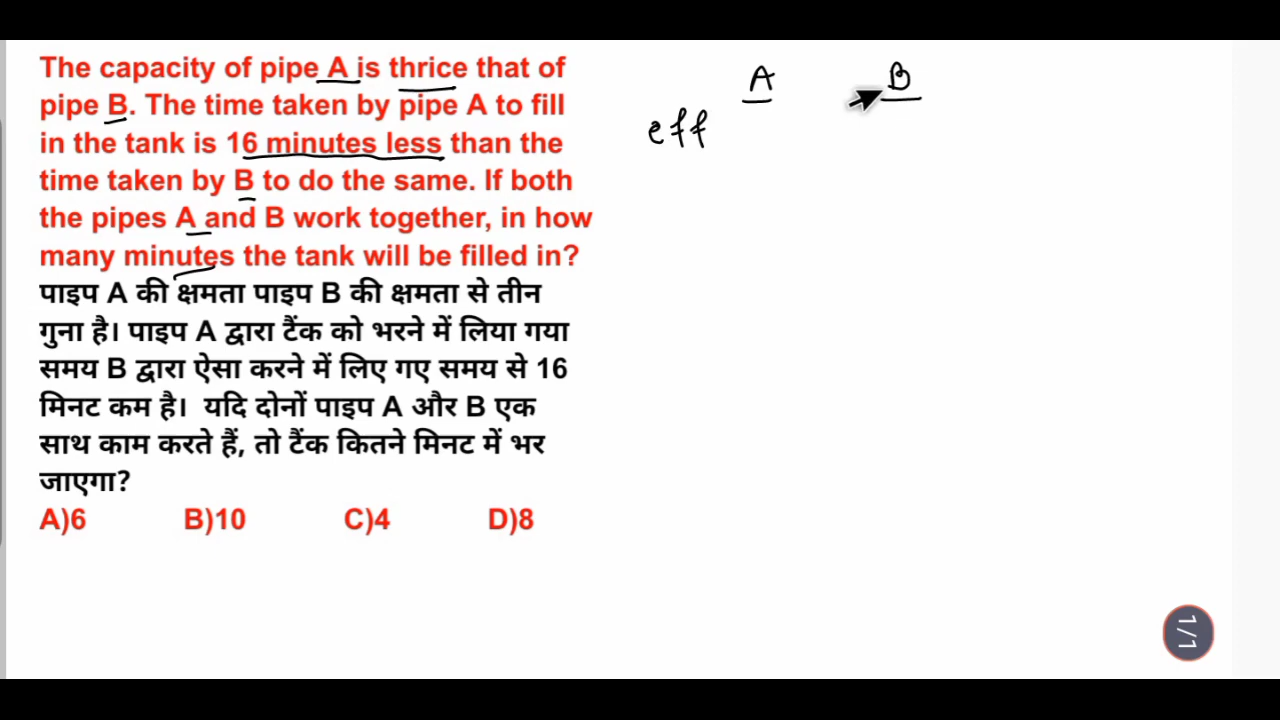 The capacity of pipe A is thrice that of
pipe B. The time taken by pipe A to fill
in the tank is 16 minutes less than the
time taken by B to do the same. If both
the pipes A and B work together, in how
many minutes the tank will be filled in?
पाइप A की क्षमता पाइप B की क्षमता से तीन
गुना है। पाइप A द्वारा टैंक को भरने में लिया गया
समय B द्वारा ऐसा करने में लिए गए समय से 16
मिनट कम है। यदि दोनों पाइप A और B एक
साथ काम करते हैं, तो टैंक कितने मिनट में भर
जाएगा?
A)6 B)10 C)4 D)8
A B
eff
1/1